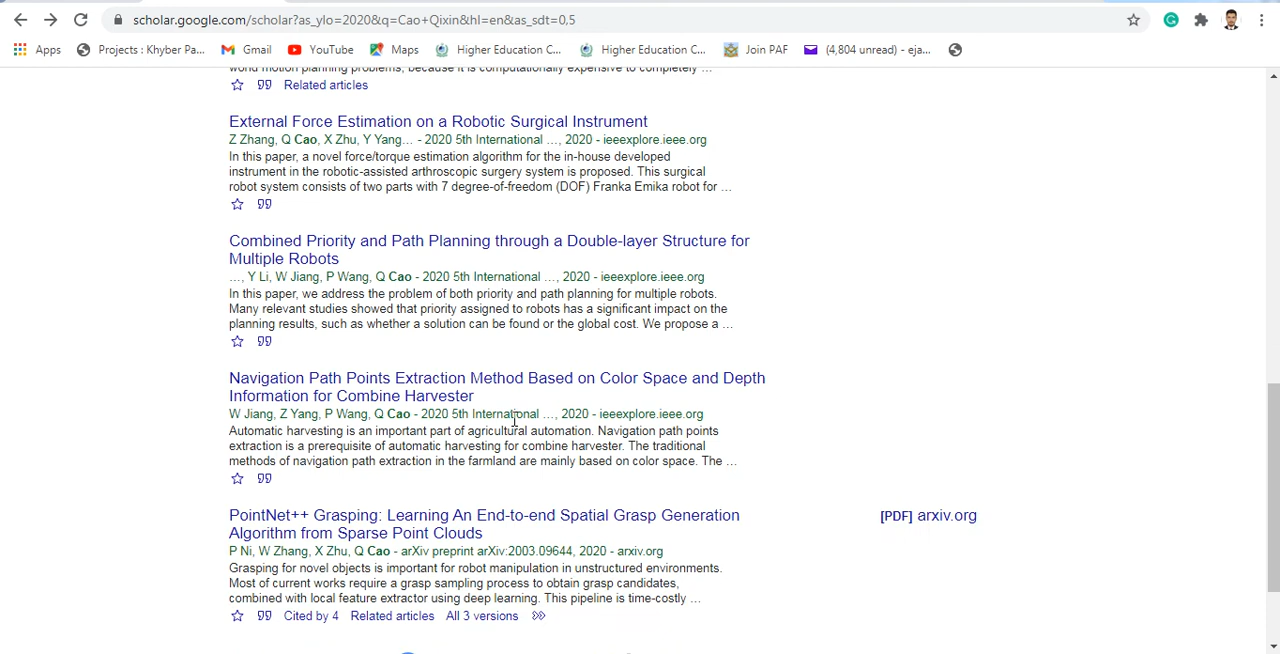 scholar.google.com/scholar?as_ylo=2020&q=Cao+Qixin&hl=en&as_sdt=0,5
Apps Projects : Khyber Pa... Gmail YouTube Maps Higher Education C... Higher Education C... Join PAF (4,804 unread) - eja...
world motion planning problems, because it is computationally expensive to completely ...
Related articles
External Force Estimation on a Robotic Surgical Instrument
Z Zhang, Q Cao, X Zhu, Y Yang... - 2020 5th International ..., 2020 - ieeexplore.ieee.org
In this paper, a novel force/torque estimation algorithm for the in-house developed
instrument in the robotic-assisted arthroscopic surgery system is proposed. This surgical
robot system consists of two parts with 7 degree-of-freedom (DOF) Franka Emika robot for ...
Combined Priority and Path Planning through a Double-layer Structure for
Multiple Robots
..., Y Li, W Jiang, P Wang, Q Cao - 2020 5th International ..., 2020 - ieeexplore.ieee.org
In this paper, we address the problem of both priority and path planning for multiple robots.
Many relevant studies showed that priority assigned to robots has a significant impact on the
planning results, such as whether a solution can be found or the global cost. We propose a ...
Navigation Path Points Extraction Method Based on Color Space and Depth
Information for Combine Harvester
W Jiang, Z Yang, P Wang, Q Cao - 2020 5th International ..., 2020 - ieeexplore.ieee.org
Automatic harvesting is an important part of agricultural automation. Navigation path points
extraction is a prerequisite of automatic harvesting for combine harvester. The traditional
methods of navigation path extraction in the farmland are mainly based on color space. The ...
PointNet++ Grasping: Learning An End-to-end Spatial Grasp Generation
Algorithm from Sparse Point Clouds
[PDF] arxiv.org
P Ni, W Zhang, X Zhu, Q Cao - arXiv preprint arXiv:2003.09644, 2020 - arxiv.org
Grasping for novel objects is important for robot manipulation in unstructured environments.
Most of current works require a grasp sampling process to obtain grasp candidates,
combined with local feature extractor using deep learning. This pipeline is time-costly ...
Cited by 4 Related articles All 3 versions